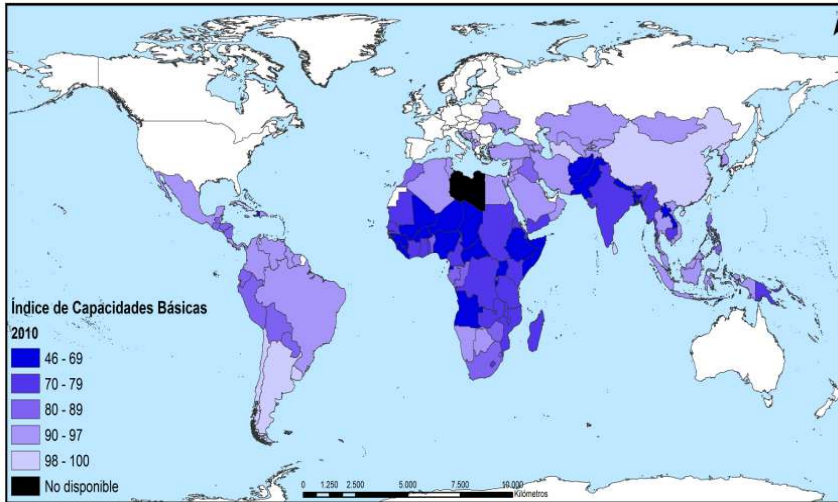 Índice de Capacidades Básicas
2010
46 - 69
70 - 79
80 - 89
90 - 97
98 - 100
No disponible
0 1.250 2.500 5.000 7.500 10.000
Kilómetros